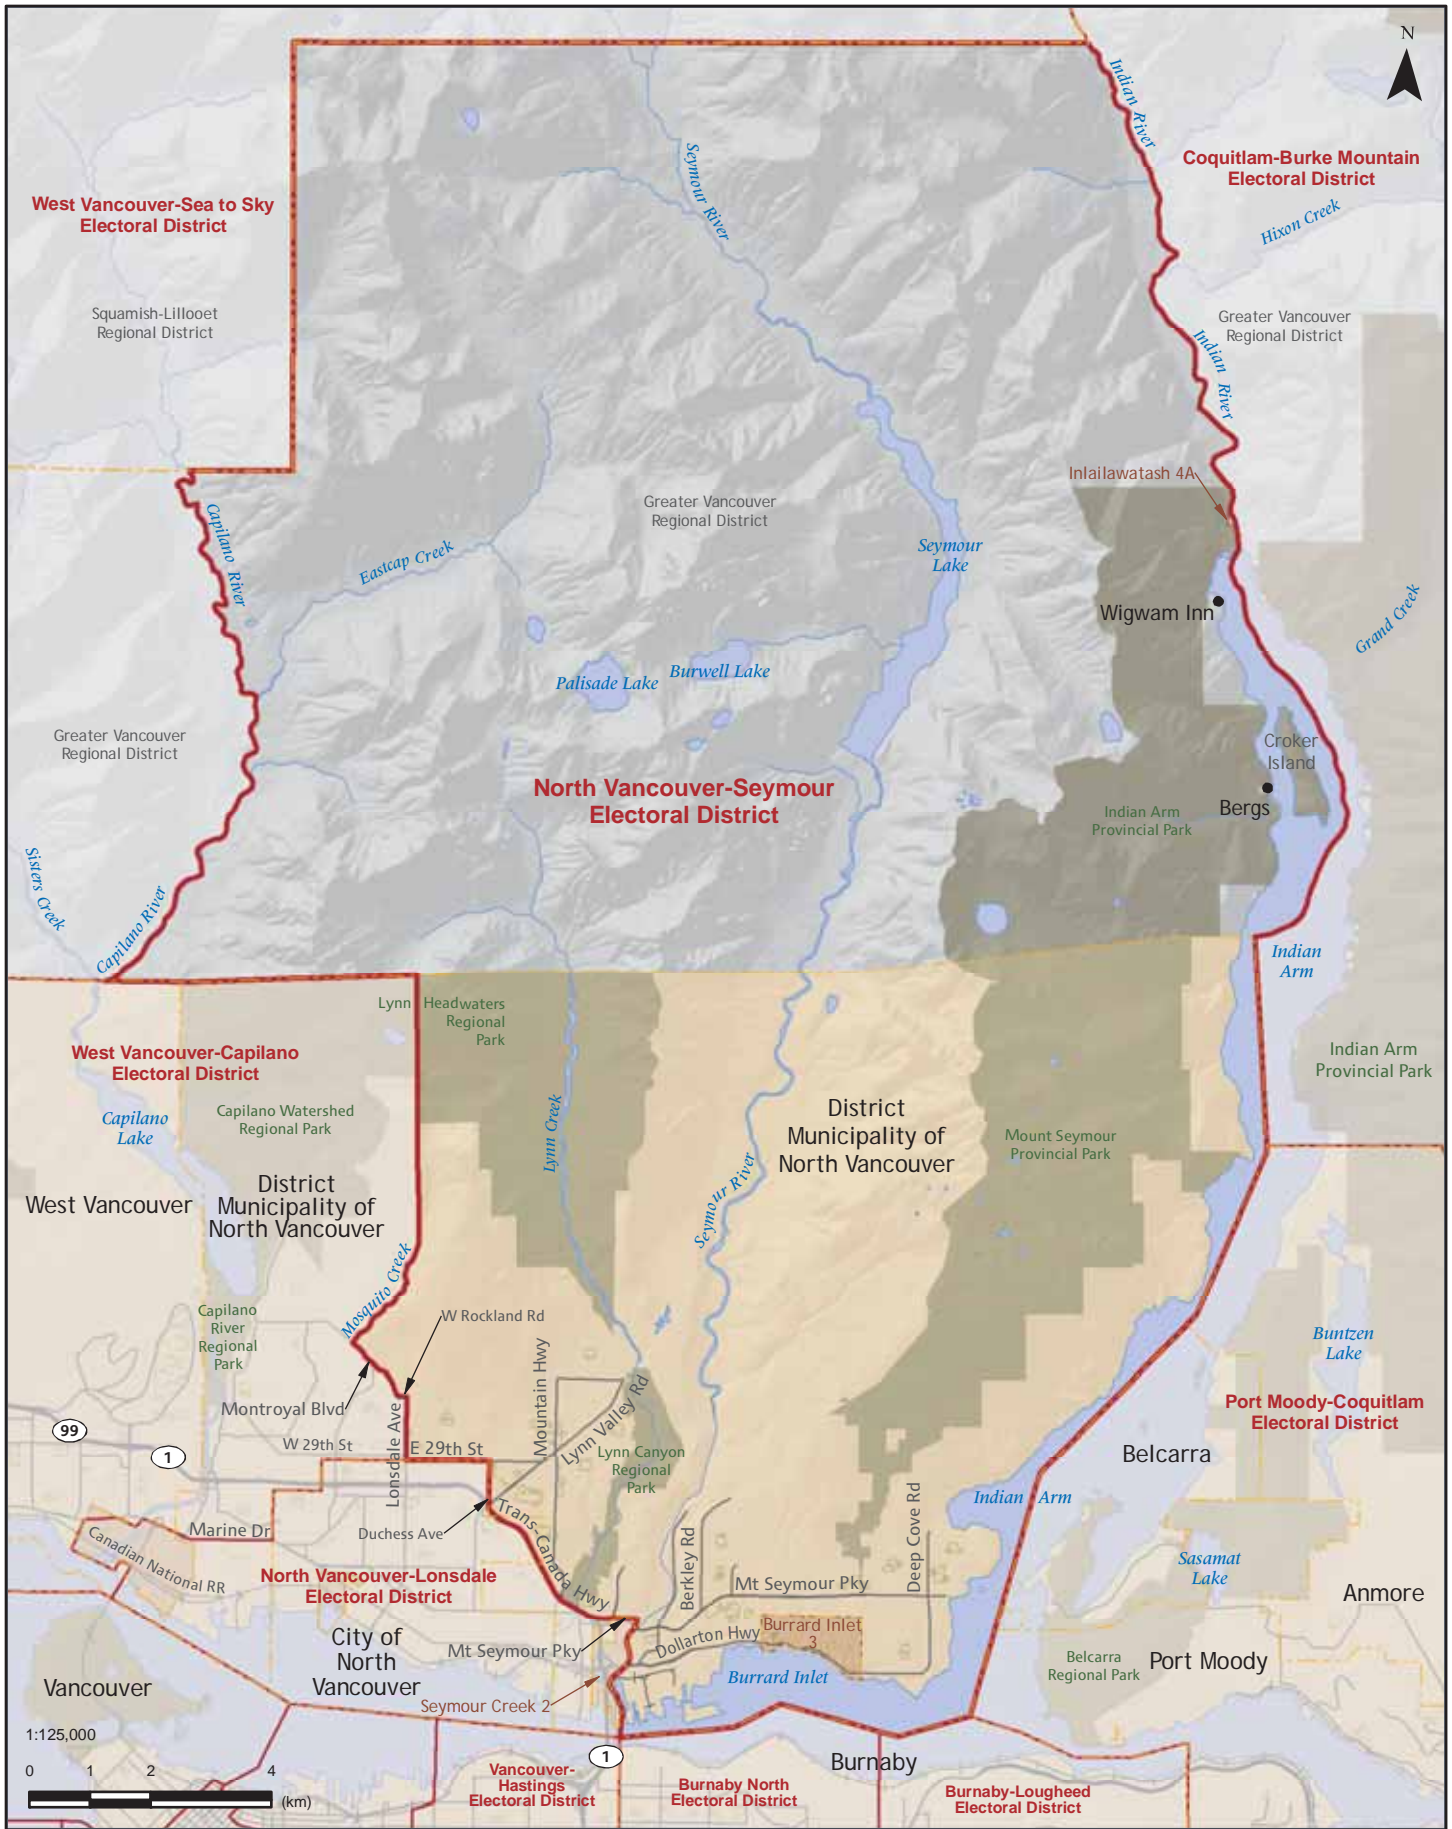 N
Indian River
Coquitlam-Burke Mountain
Electoral District
Seymour River
West Vancouver-Sea to Sky
Electoral District
Hixon Creek
Squamish-Lillooet
Regional District
Greater Vancouver
Regional District
Indian River
Inlailawatash 4A
Greater Vancouver
Regional District
Capilano River
Eastcap Creek
Seymour
Lake
Wigwam Inn
Grand Creek
Palisade Lake
Burwell Lake
Greater Vancouver
Regional District
Croker
Island
North Vancouver-Seymour
Electoral District
Bergs
Indian Arm
Provincial Park
Sisters Creek
Capilano River
Indian
Arm
Lynn Headwaters
Regional
Park
West Vancouver-Capilano
Electoral District
Indian Arm
Provincial Park
Capilano
Lake
Capilano Watershed
Regional Park
Lynn Creek
District
Municipality of
North Vancouver
Mount Seymour
Provincial Park
West Vancouver
District
Municipality of
North Vancouver
Seymour River
Mosquito Creek
Capilano
River
Regional
Park
W Rockland Rd
Buntzen
Lake
Mountain Hwy
Lynn Valley Rd
Montroyal Blvd
Port Moody-Coquitlam
Electoral District
99
1
W 29th St
E 29th St
Lonsdale Ave
Lynn Canyon
Regional
Park
Belcarra
Indian Arm
Deep Cove Rd
Marine Dr
Duchess Ave
Trans-Canada Hwy
Canadian National RR
Berkley Rd
Sasamat
Lake
North Vancouver-Lonsdale
Electoral District
Mt Seymour Pky
Anmore
City of
North
Vancouver
Mt Seymour Pky
Dollarton Hwy
Burrard Inlet
3
Belcarra
Regional Park
Port Moody
Vancouver
Burrard Inlet
Seymour Creek 2
1:125,000
1
Burnaby
0 1 2 4
(km)
Vancouver-
Hastings
Electoral District
Burnaby North
Electoral District
Burnaby-Lougheed
Electoral District